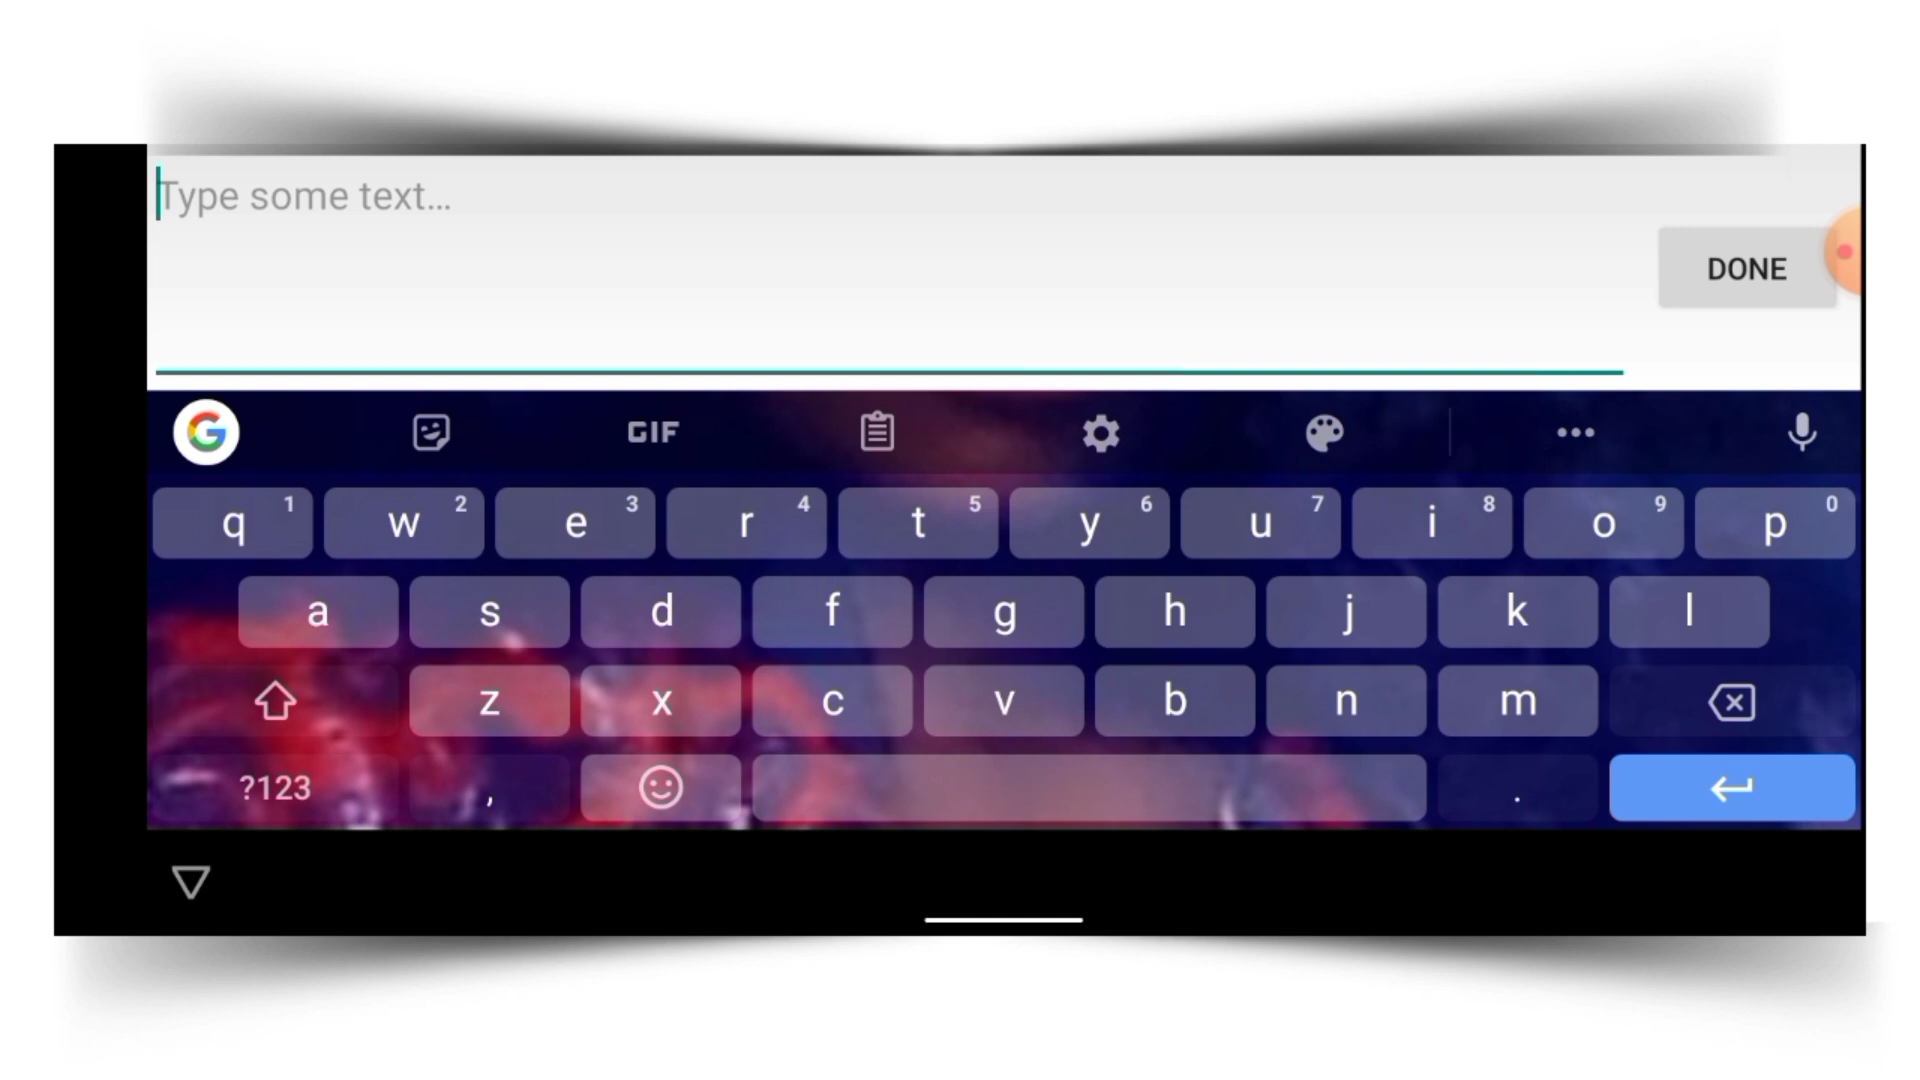 Type some text...
DONE
G GIF
q 1 w 2 e 3 r 4 t 5 y 6 u 7 i 8 o 9 p 0
a s d f g h j k l
z x c v b n m
?123 , .